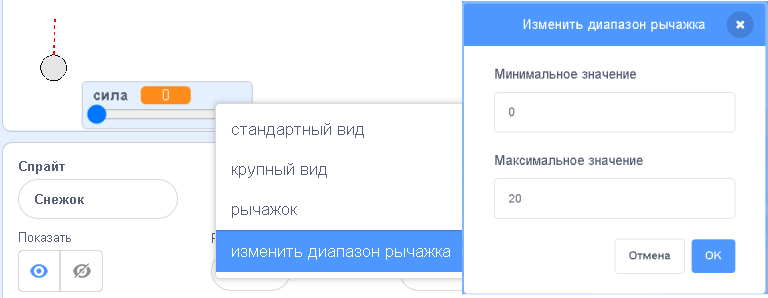 сила 0
стандартный вид
крупный вид
рычажок
изменить диапазон рычажка
Спрайт
Снежок
Показать
Изменить диапазон рычажка
Минимальное значение
0
Максимальное значение
20
Отмена OK